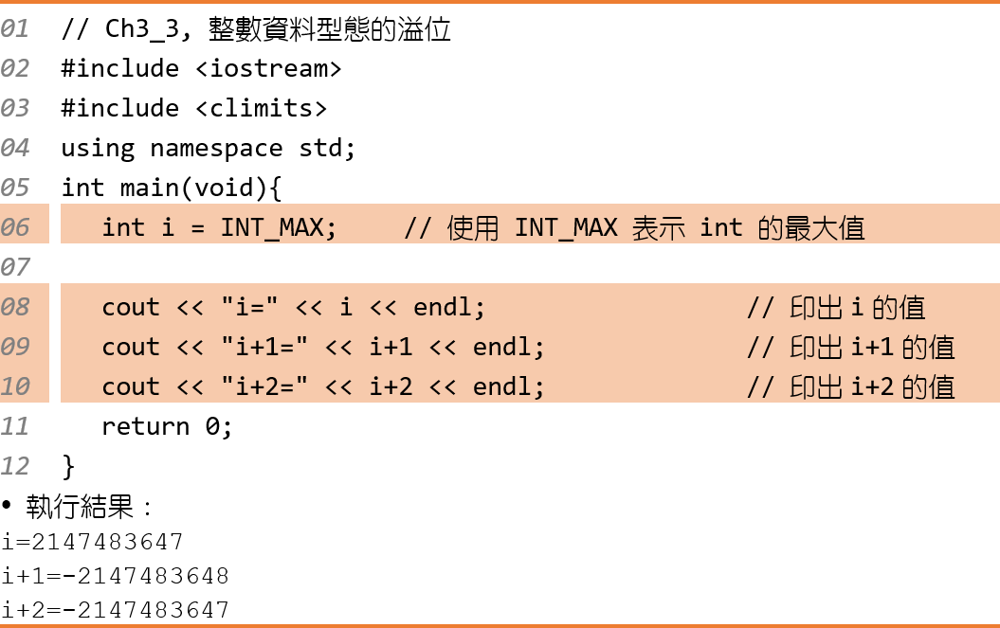 01 // Ch3_3, 整數資料型態的溢位
02 #include <iostream>
03 #include <climits>
04 using namespace std;
05 int main(void){
06 int i = INT_MAX; // 使用 INT_MAX 表示 int 的最大值
07
08 cout << "i=" << i << endl; // 印出 i 的值
09 cout << "i+1=" << i+1 << endl; // 印出 i+1 的值
10 cout << "i+2=" << i+2 << endl; // 印出 i+2 的值
11 return 0;
12 }
• 執行結果：
i=2147483647
i+1=-2147483648
i+2=-2147483647